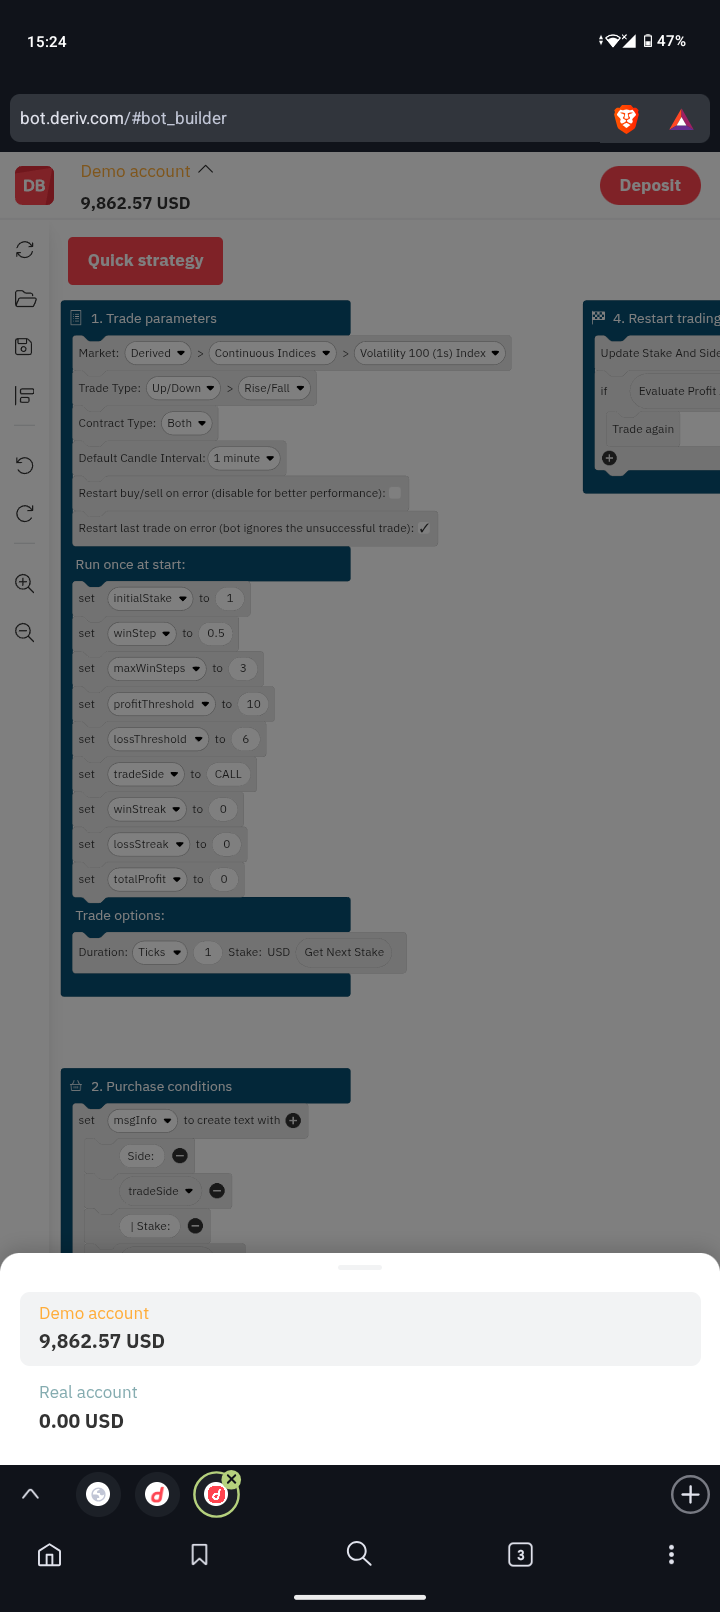 15:24
47%
bot.deriv.com/#bot_builder
DB
Demo account
9,862.57 USD
Deposit
Quick strategy
1. Trade parameters
Market: Derived > Continuous Indices > Volatility 100 (1s) Index
Trade Type: Up/Down > Rise/Fall
Contract Type: Both
Default Candle Interval: 1 minute
Restart buy/sell on error (disable for better performance):
Restart last trade on error (bot ignores the unsuccessful trade): ✓
Run once at start:
set initialStake to 1
set winStep to 0.5
set maxWinSteps to 3
set profitThreshold to 10
set lossThreshold to 6
set tradeSide to CALL
set winStreak to 0
set lossStreak to 0
set totalProfit to 0
Trade options:
Duration: Ticks 1 Stake: USD Get Next Stake
4. Restart trading
Update Stake And Side
if Evaluate Profit
Trade again
2. Purchase conditions
set msgInfo to create text with
Side:
tradeSide
| Stake:
Demo account
9,862.57 USD
Real account
0.00 USD
3